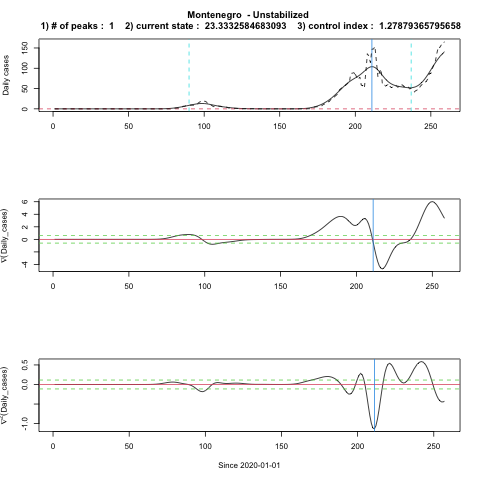 Montenegro - Unstabilized
1) # of peaks : 1 2) current state : 23.3332584683093 3) control index : 1.27879365795658
Daily cases
150
100
50
0
0 50 100 150 200 250
∇(Daily_cases)
6
4
2
0
-4
0 50 100 150 200 250
∇²(Daily_cases)
0.5
0.0
-1.0
0 50 100 150 200 250
Since 2020-01-01